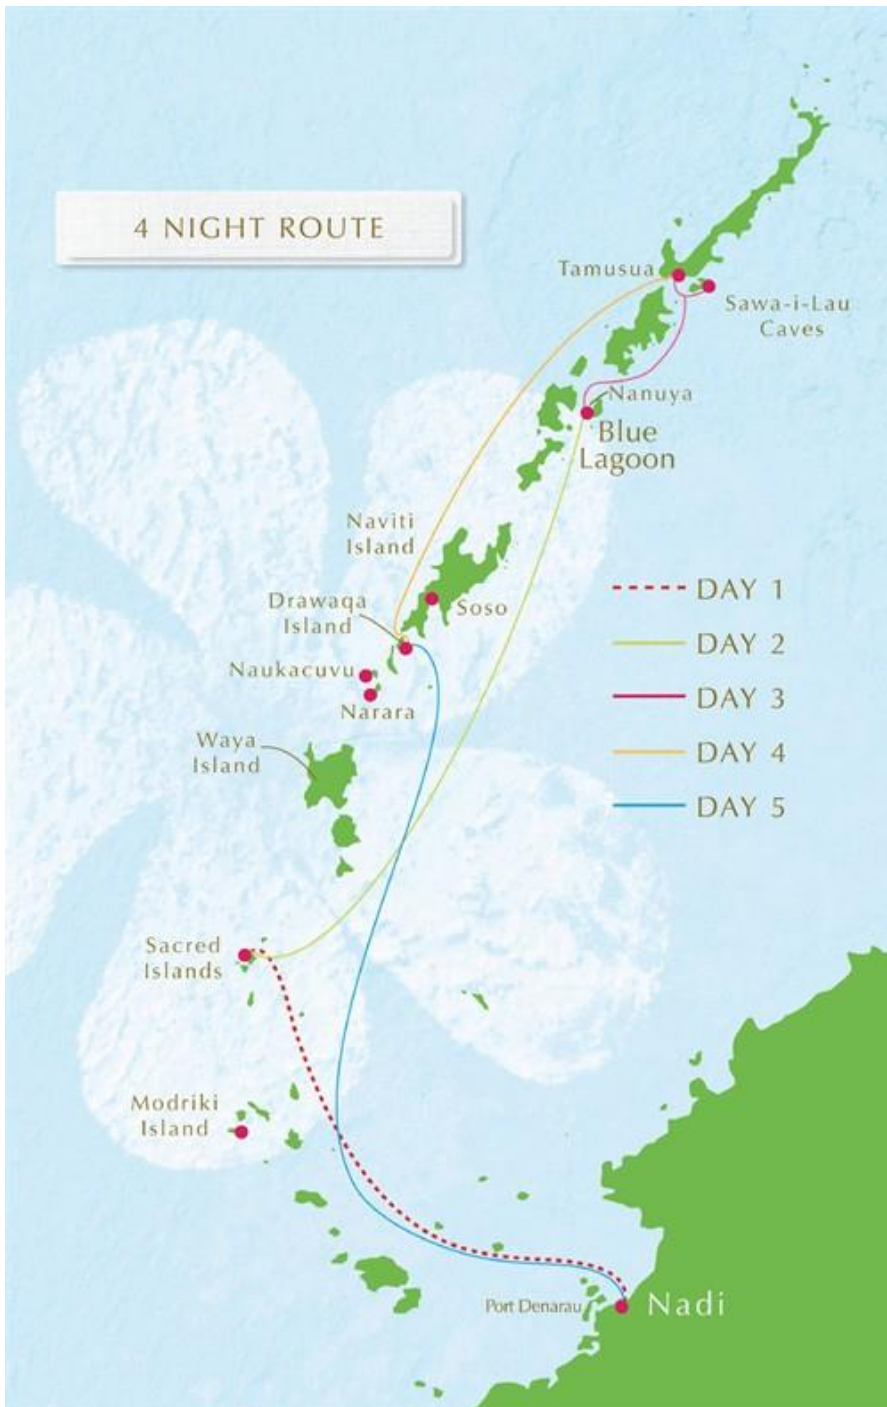 4 NIGHT ROUTE
Tamusua
Sawa-i-Lau
Caves
Nanuya
Blue
Lagoon
Naviti
Island
Drawaqa
Island
Soso
Naukacuvu
Narara
Waya
Island
DAY 1
DAY 2
DAY 3
DAY 4
DAY 5
Sacred
Islands
Modriki
Island
Port Denarau
Nadi